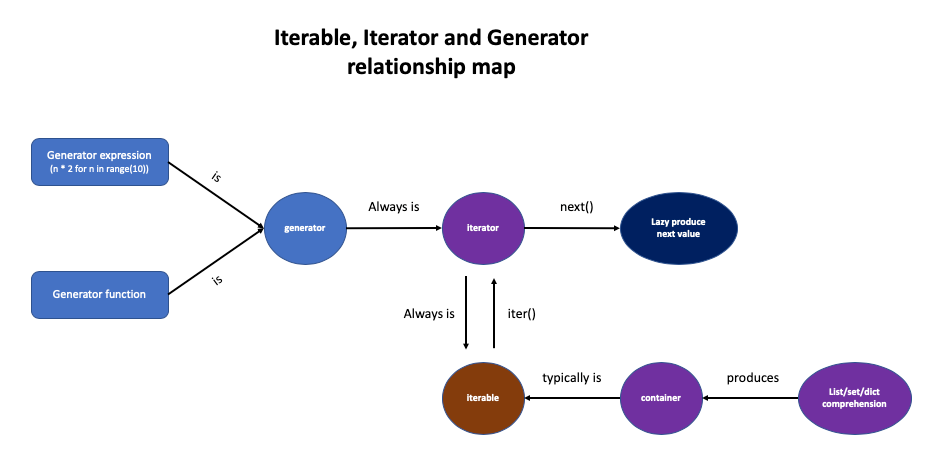 Iterable, Iterator and Generator
relationship map
Generator expression
(n * 2 for n in range(10))
is
generator
Always is
iterator
next()
Lazy produce
next value
Generator function
is
Always is
iter()
iterable
typically is
container
produces
List/set/dict
comprehension